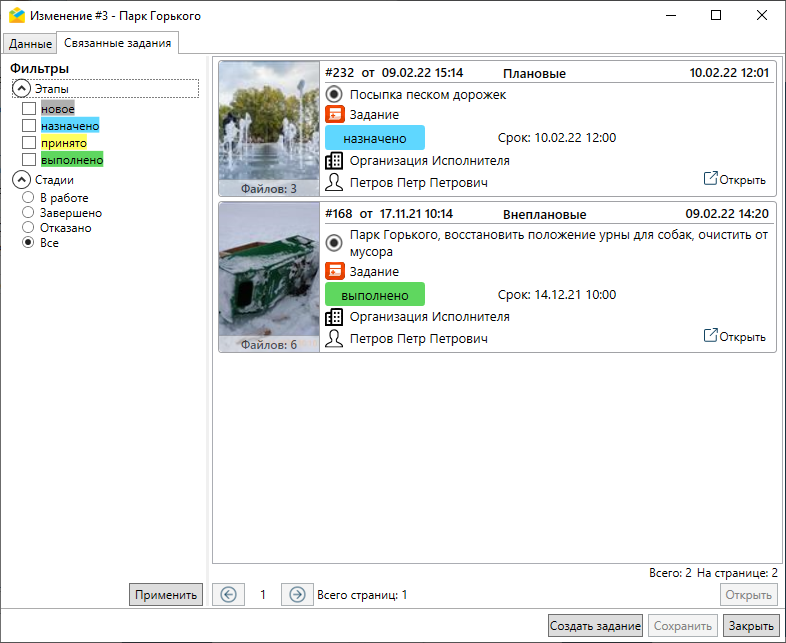 Изменение #3 - Парк Горького
Данные
Связанные задания
Фильтры
Этапы
новое
назначено
принято
выполнено
Стадии
В работе
Завершено
Отказано
Все
Применить
#232 от 09.02.22 15:14 Плановые 10.02.22 12:01
Посыпка песком дорожек
Задание
назначено Срок: 10.02.22 12:00
Организация Исполнителя
Петров Петр Петрович
Открыть
Файлов: 3
#168 от 17.11.21 10:14 Внеплановые 09.02.22 14:20
Парк Горького, восстановить положение урны для собак, очистить от
мусора
Задание
выполнено Срок: 14.12.21 10:00
Организация Исполнителя
Петров Петр Петрович
Открыть
Файлов: 6
Всего: 2 На странице: 2
1 Всего страниц: 1
Открыть
Создать задание
Сохранить
Закрыть